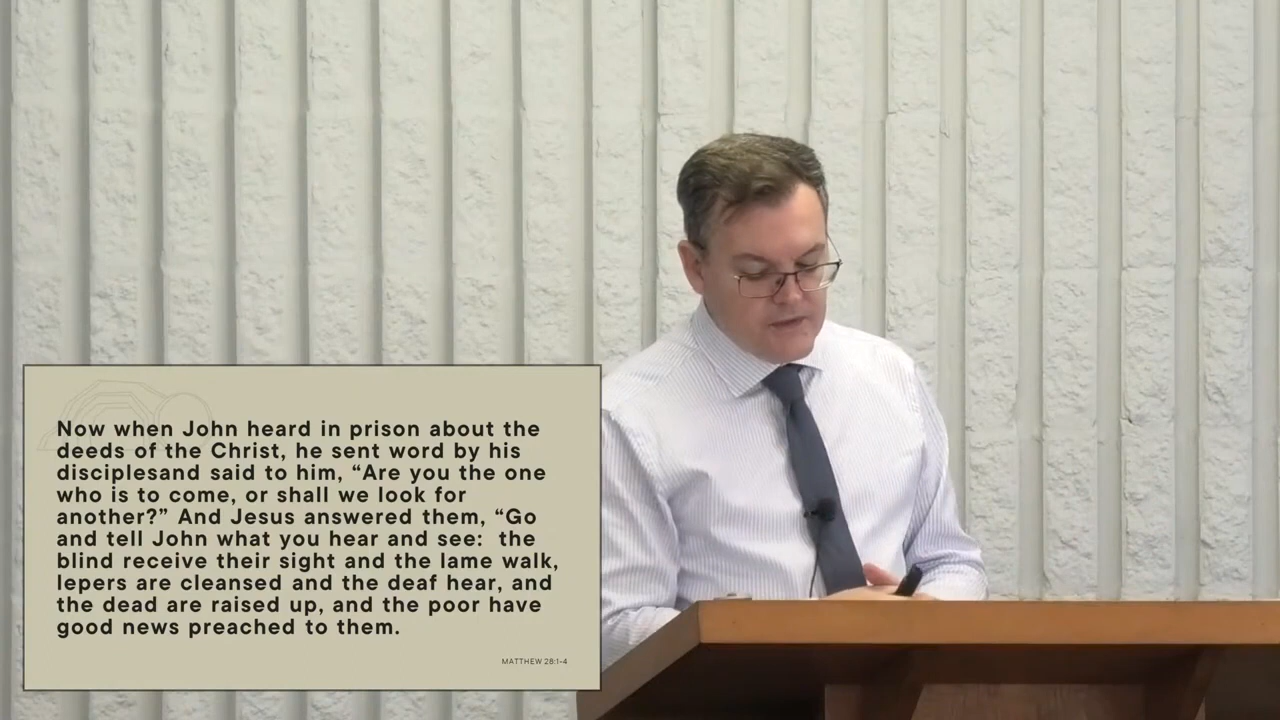 Now when John heard in prison about the
deeds of the Christ, he sent word by his
disciplesand said to him, “Are you the one
who is to come, or shall we look for
another?” And Jesus answered them, “Go
and tell John what you hear and see:  the
blind receive their sight and the lame walk,
lepers are cleansed and the deaf hear, and
the dead are raised up, and the poor have
good news preached to them.
MATTHEW 28:1-4